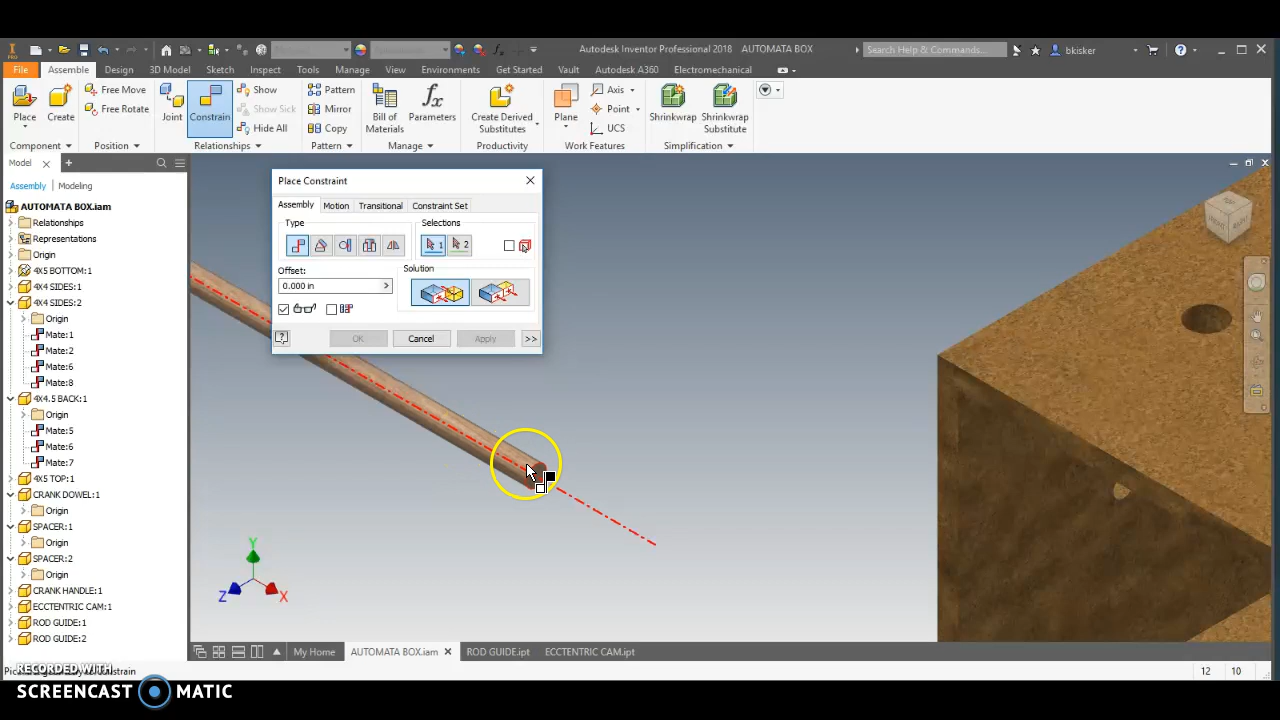 Autodesk Inventor Professional 2018 AUTOMATA BOX
Search Help & Commands...
bkisker
File Assemble Design 3D Model Sketch Inspect Tools Manage View Environments Get Started Vault Autodesk A360 Electromechanical
Place
Create
Free Move
Free Rotate
Joint
Constrain
Show
Show Sick
Hide All
Pattern
Mirror
Copy
Bill of Materials
Parameters
Create Derived Substitutes
Plane
Axis
Point
UCS
Shrinkwrap
Shrinkwrap Substitute
Component Position Relationships Pattern Manage Productivity Work Features Simplification
Model
Assembly Modeling
AUTOMATA BOX.iam
Relationships
Representations
Origin
4X5 BOTTOM:1
4X4 SIDES:1
4X4 SIDES:2
Origin
Mate:1
Mate:2
Mate:6
Mate:8
4X4.5 BACK:1
Origin
Mate:5
Mate:6
Mate:7
4X5 TOP:1
CRANK DOWEL:1
SPACER:1
Origin
SPACER:2
Origin
CRANK HANDLE:1
ECCTENTRIC CAM:1
ROD GUIDE:1
ROD GUIDE:2
Place Constraint
Assembly Motion Transitional Constraint Set
Type
Selections
1 2
Offset:
0.000 in
Solution
OK Cancel Apply >>
Y
Z X
My Home AUTOMATA BOX.iam ROD GUIDE.ipt ECCTENTRIC CAM.ipt
12 10
RECORDED WITH
SCREENCAST MATIC